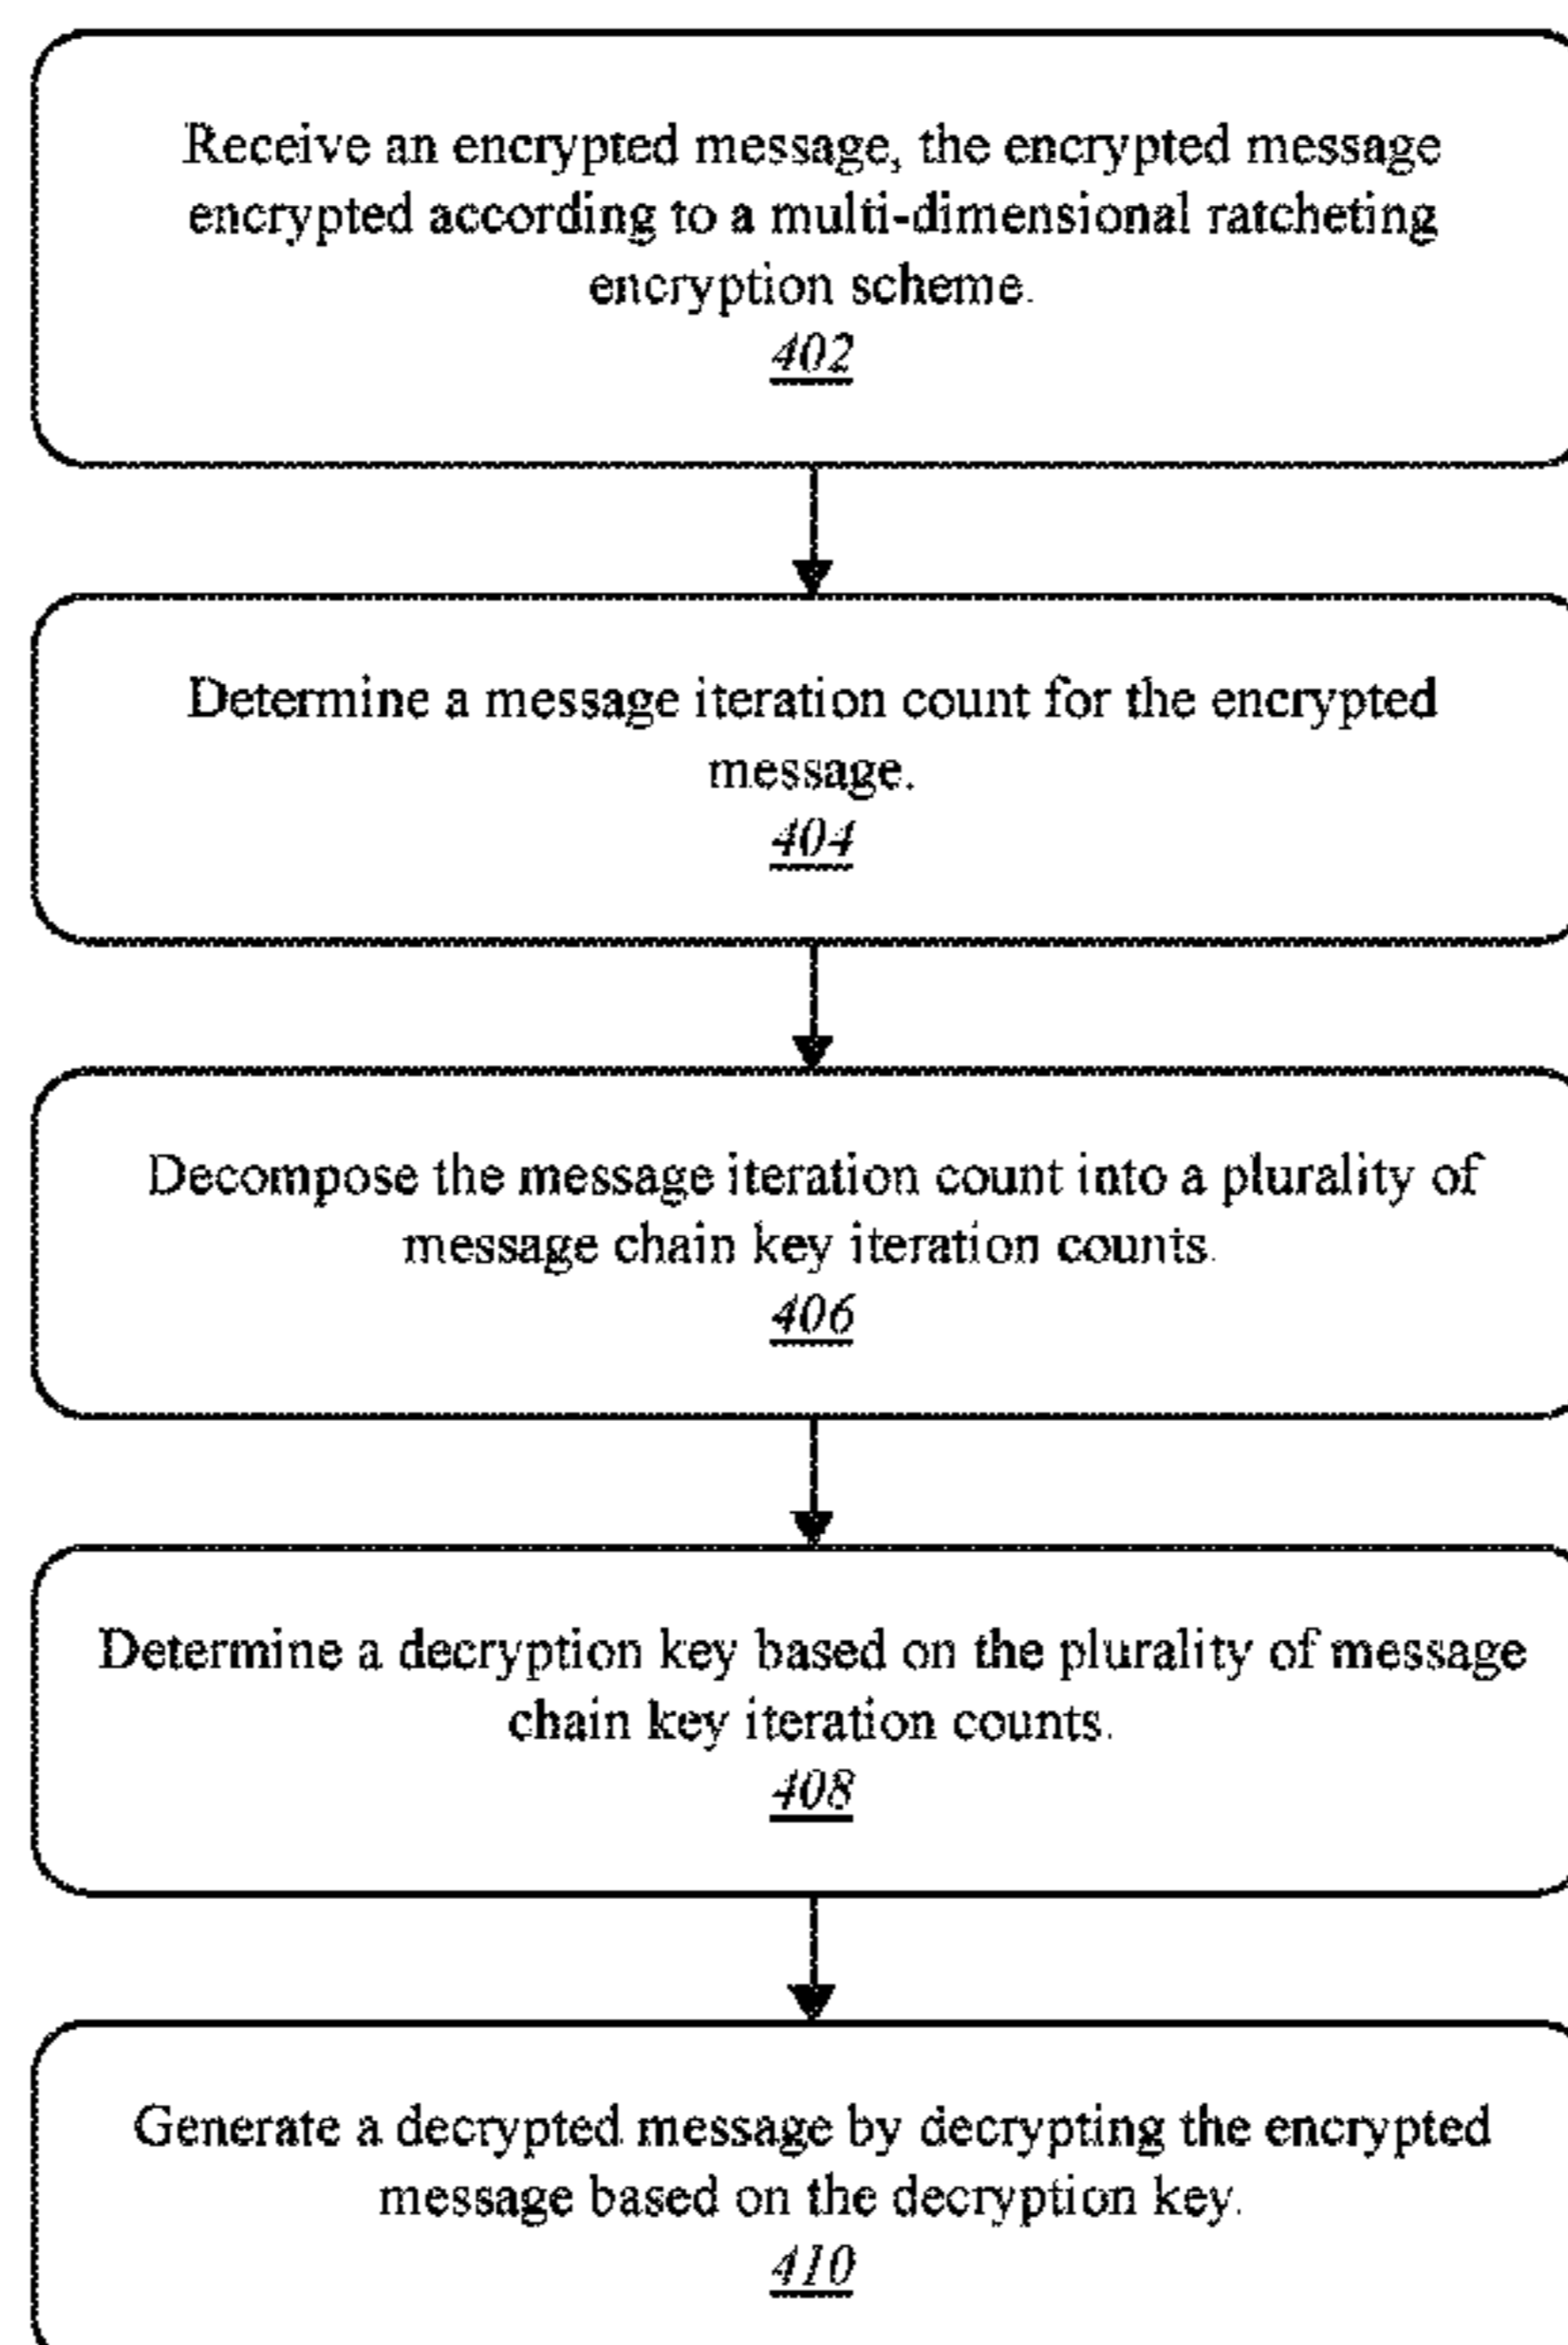 Receive an encrypted message, the encrypted message
encrypted according to a multi-dimensional ratcheting
encryption scheme.
402
Determine a message iteration count for the encrypted
message.
404
Decompose the message iteration count into a plurality of
message chain key iteration counts.
406
Determine a decryption key based on the plurality of message
chain key iteration counts.
408
Generate a decrypted message by decrypting the encrypted
message based on the decryption key.
410